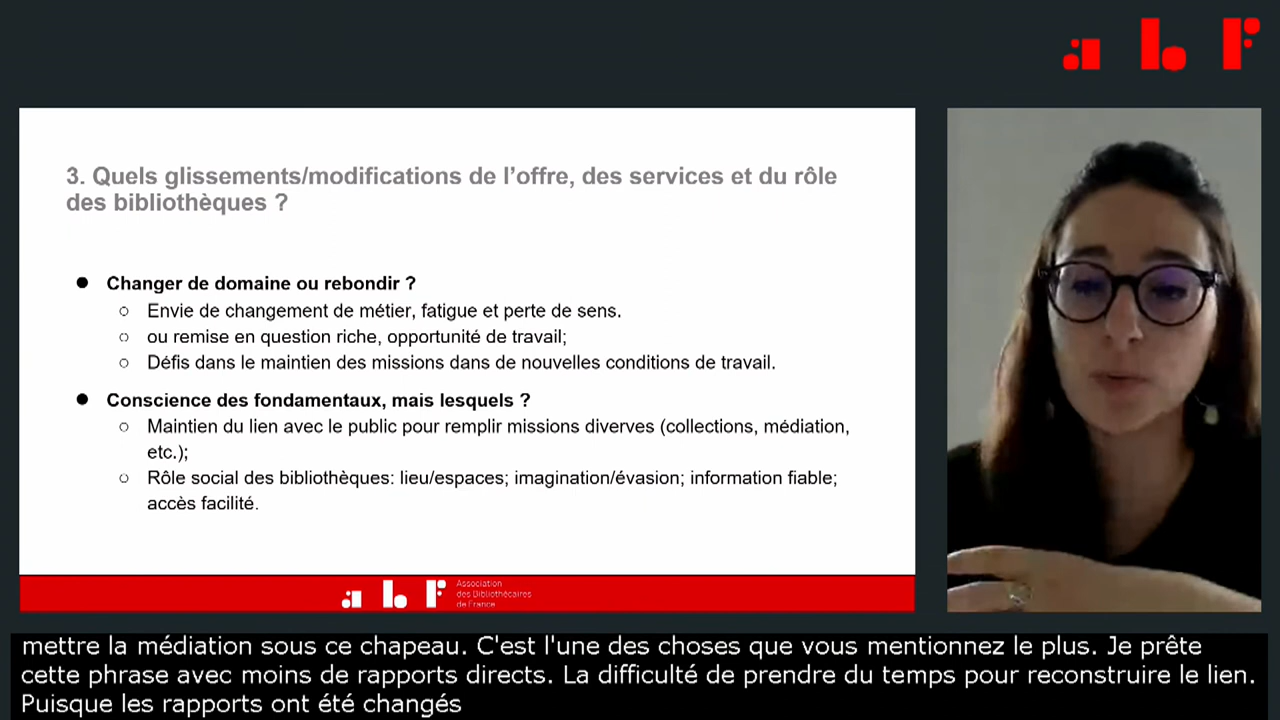 abf
3. Quels glissements/modifications de l’offre, des services et du rôle
des bibliothèques ?
● Changer de domaine ou rebondir ?
○ Envie de changement de métier, fatigue et perte de sens.
○ ou remise en question riche, opportunité de travail;
○ Défis dans le maintien des missions dans de nouvelles conditions de travail.
● Conscience des fondamentaux, mais lesquels ?
○ Maintien du lien avec le public pour remplir missions diverses (collections, médiation,
etc.);
○ Rôle social des bibliothèques: lieu/espaces; imagination/évasion; information fiable;
accès facilité.
abf
Association
des Bibliothécaires
de France
mettre la médiation sous ce chapeau. C'est l'une des choses que vous mentionnez le plus. Je prête
cette phrase avec moins de rapports directs. La difficulté de prendre du temps pour reconstruire le lien.
Puisque les rapports ont été changés